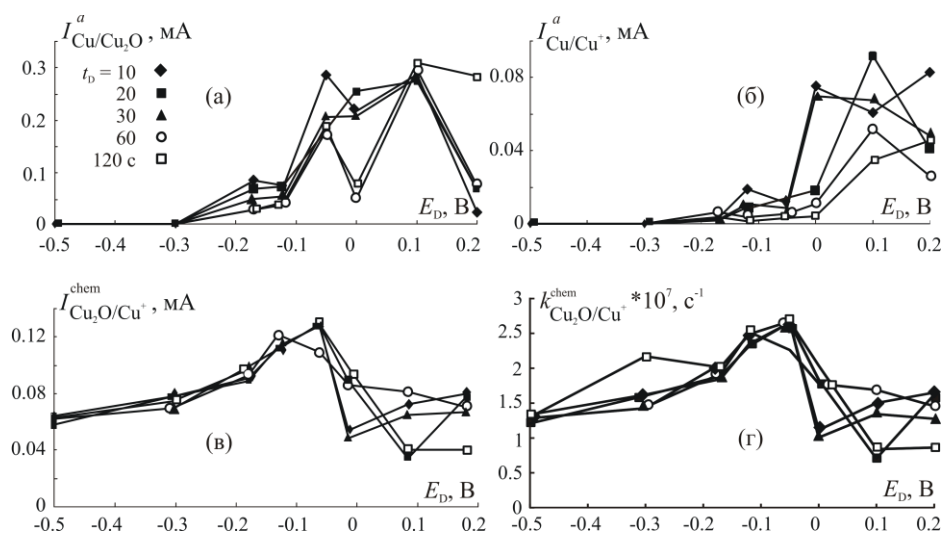 I^a_Cu/Cu₂O , мА
0.3
0.2
0.1
0
t_D = 10
20
30
60
120 с
(а)
E_D, В
-0.5 -0.4 -0.3 -0.2 -0.1 0 0.1 0.2
I^a_Cu/Cu⁺ , мА
0.08
0.04
0
(б)
E_D, В
-0.5 -0.4 -0.3 -0.2 -0.1 0 0.1 0.2
I^chem_Cu₂O/Cu⁺ , мА
0.12
0.08
0.04
0
(в)
E_D, В
-0.5 -0.4 -0.3 -0.2 -0.1 0 0.1 0.2
k^chem_Cu₂O/Cu⁺ *10⁷, с⁻¹
3
2.5
2
1.5
1
0.5
0
(г)
E_D, В
-0.5 -0.4 -0.3 -0.2 -0.1 0 0.1 0.2